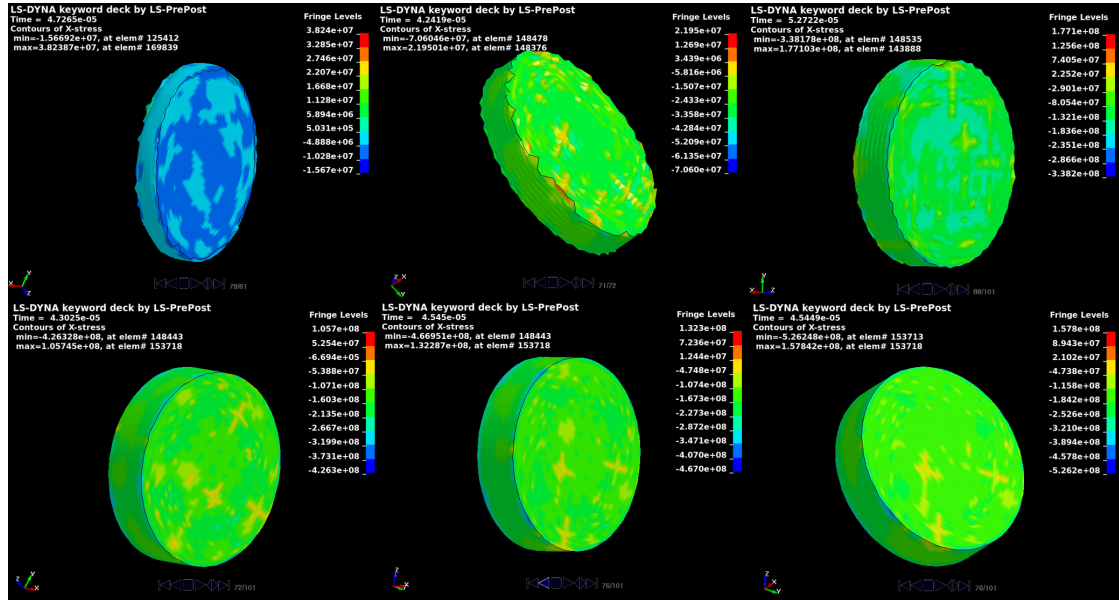 LS-DYNA keyword deck by LS-PrePost
Time = 4.7265e-05
Contours of X-stress
min=-1.56692e+07, at elem# 125412
max=3.82387e+07, at elem# 169839
Fringe Levels
3.824e+07
3.285e+07
2.746e+07
2.207e+07
1.668e+07
1.128e+07
5.894e+06
5.031e+05
-4.888e+06
-1.028e+07
-1.567e+07
X
Y
Z
79/81
LS-DYNA keyword deck by LS-PrePost
Time = 4.2419e-05
Contours of X-stress
min=-7.06046e+07, at elem# 148478
max=2.19501e+07, at elem# 148376
Fringe Levels
2.195e+07
1.269e+07
3.439e+06
-5.816e+06
-1.507e+07
-2.433e+07
-3.358e+07
-4.284e+07
-5.209e+07
-6.135e+07
-7.060e+07
Z
X
Y
71/72
LS-DYNA keyword deck by LS-PrePost
Time = 5.2722e-05
Contours of X-stress
min=-3.38178e+08, at elem# 148535
max=1.77103e+08, at elem# 143888
Fringe Levels
1.771e+08
1.256e+08
7.405e+07
2.252e+07
-2.901e+07
-8.054e+07
-1.321e+08
-1.836e+08
-2.351e+08
-2.866e+08
-3.382e+08
Y
X
Z
88/101
LS-DYNA keyword deck by LS-PrePost
Time = 4.3025e-05
Contours of X-stress
min=-4.26328e+08, at elem# 148443
max=1.05745e+08, at elem# 153718
Fringe Levels
1.057e+08
5.254e+07
-6.694e+05
-5.388e+07
-1.071e+08
-1.603e+08
-2.135e+08
-2.667e+08
-3.199e+08
-3.731e+08
-4.263e+08
Z
Y
X
72/101
LS-DYNA keyword deck by LS-PrePost
Time = 4.545e-05
Contours of X-stress
min=-4.66951e+08, at elem# 148443
max=1.32287e+08, at elem# 153718
Fringe Levels
1.323e+08
7.236e+07
1.244e+07
-4.748e+07
-1.074e+08
-1.673e+08
-2.273e+08
-2.872e+08
-3.471e+08
-4.070e+08
-4.670e+08
Z
X
76/101
LS-DYNA keyword deck by LS-PrePost
Time = 4.5449e-05
Contours of X-stress
min=-5.26248e+08, at elem# 153713
max=1.57842e+08, at elem# 153718
Fringe Levels
1.578e+08
8.943e+07
2.102e+07
-4.738e+07
-1.158e+08
-1.842e+08
-2.526e+08
-3.210e+08
-3.894e+08
-4.578e+08
-5.262e+08
Z
X
Y
76/101